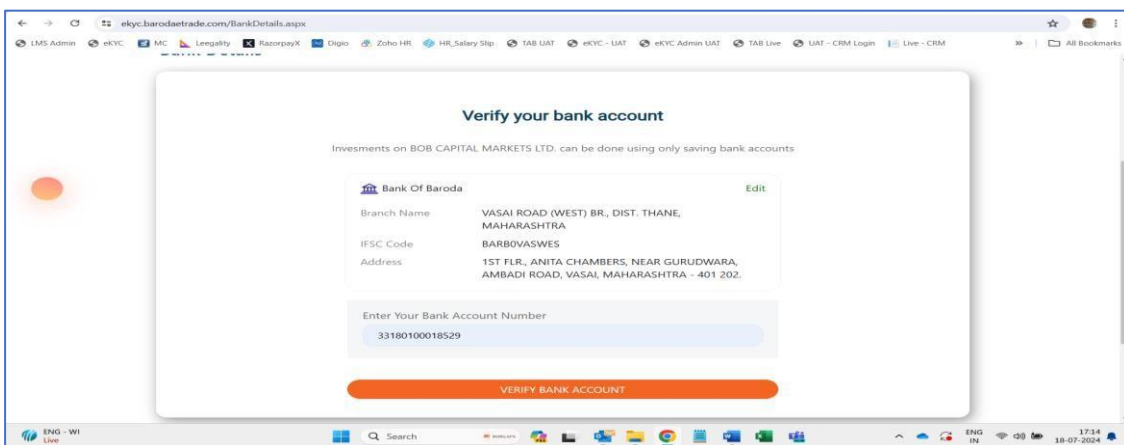 ekyc.barodaetrade.com/BankDetails.aspx
LMS Admin eKYC MC Leegality RazorpayX Digio Zoho HR HR_Salary Slip TAB UAT eKYC - UAT eKYC Admin UAT TAB Live UAT - CRM Login Live - CRM » All Bookmarks
Verify your bank account
Invesments on BOB CAPITAL MARKETS LTD. can be done using only saving bank accounts
Bank Of Baroda Edit
Branch Name VASAI ROAD (WEST) BR., DIST. THANE,
MAHARASHTRA
IFSC Code BARB0VASWES
Address 1ST FLR., ANITA CHAMBERS, NEAR GURUDWARA,
AMBADI ROAD, VASAI, MAHARASHTRA - 401 202.
Enter Your Bank Account Number
33180100018529
VERIFY BANK ACCOUNT
ENG - WI
Live
Search
ENG
IN
17:14
18-07-2024